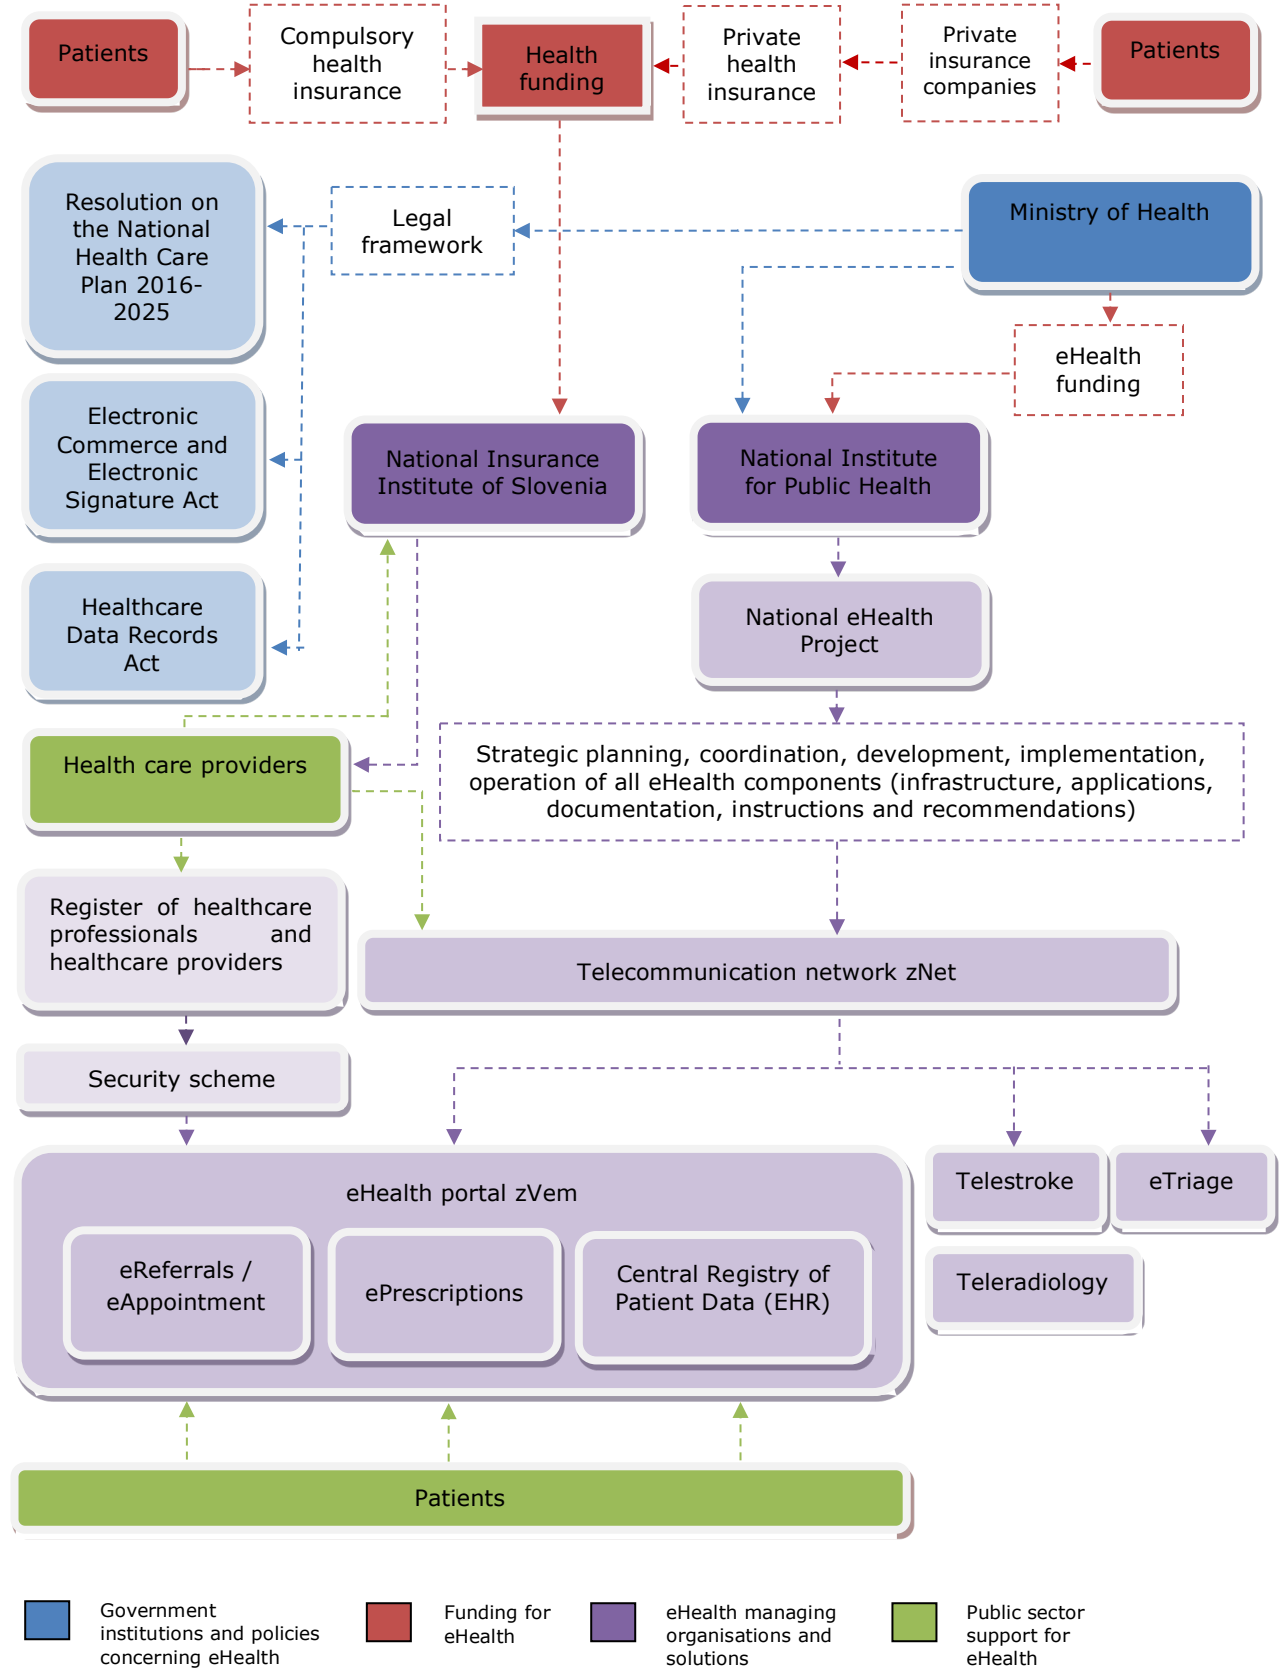 Patients
Compulsory
health
insurance
Health
funding
Private
health
insurance
Private
insurance
companies
Patients
Resolution on
the National
Health Care
Plan 2016-
2025
Legal
framework
Ministry of Health
eHealth
funding
Electronic
Commerce and
Electronic
Signature Act
National Insurance
Institute of Slovenia
National Institute
for Public Health
Healthcare
Data Records
Act
National eHealth
Project
Health care providers
Strategic planning, coordination, development, implementation,
operation of all eHealth components (infrastructure, applications,
documentation, instructions and recommendations)
Register of healthcare
professionals and
healthcare providers
Telecommunication network zNet
Security scheme
eHealth portal zVem
Telestroke
eTriage
eReferrals /
eAppointment
ePrescriptions
Central Registry of
Patient Data (EHR)
Teleradiology
Patients
Government
institutions and policies
concerning eHealth
Funding for
eHealth
eHealth managing
organisations and
solutions
Public sector
support for
eHealth